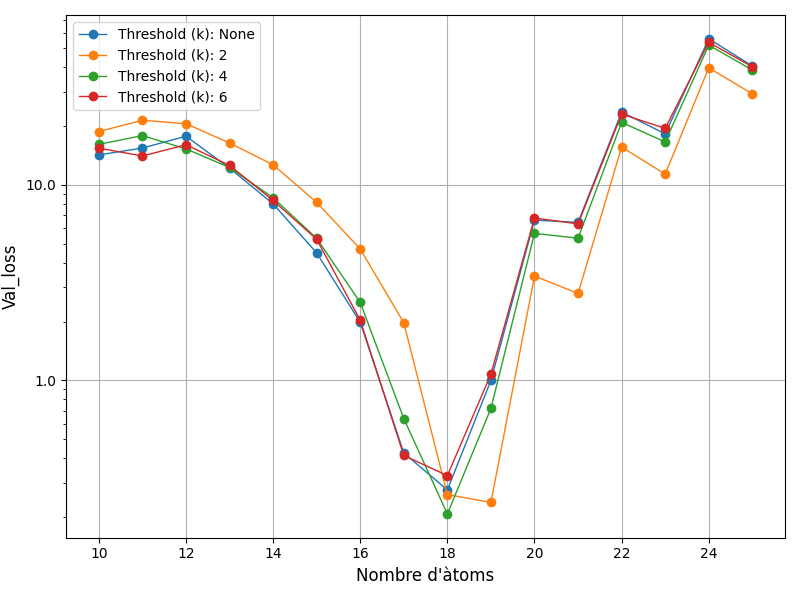 Threshold (k): None
Threshold (k): 2
Threshold (k): 4
Threshold (k): 6
10.0
1.0
Val_loss
10 12 14 16 18 20 22 24
Nombre d'àtoms